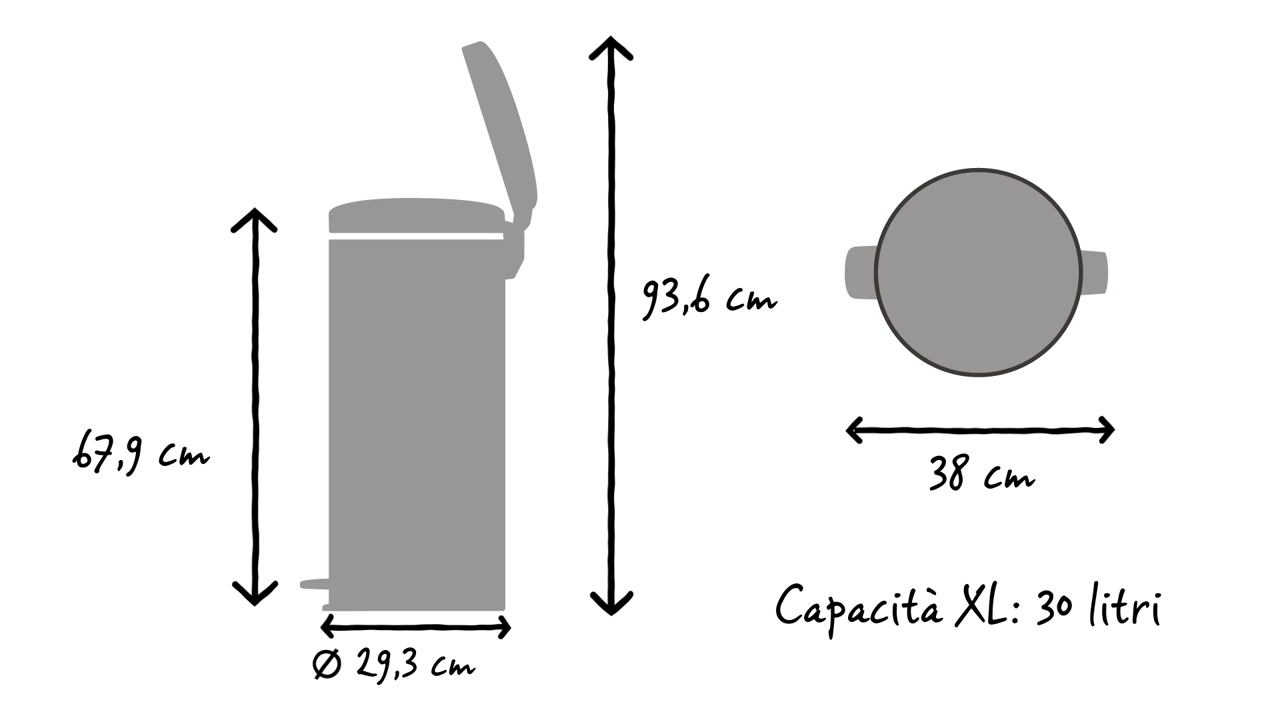 93,6 cm
67,9 cm
38 cm
Capacità XL: 30 litri
Ø 29,3 cm